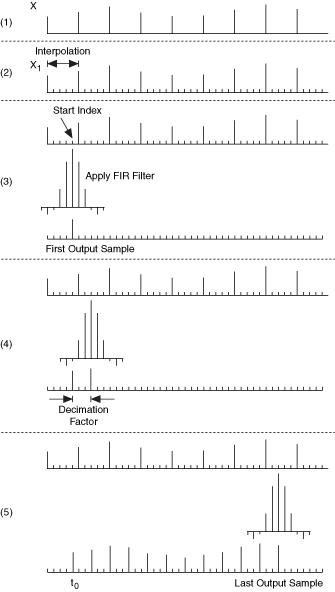 X
(1)
Interpolation
X1
(2)
Start Index
(3)
Apply FIR Filter
First Output Sample
(4)
Decimation
Factor
(5)
t0
Last Output Sample